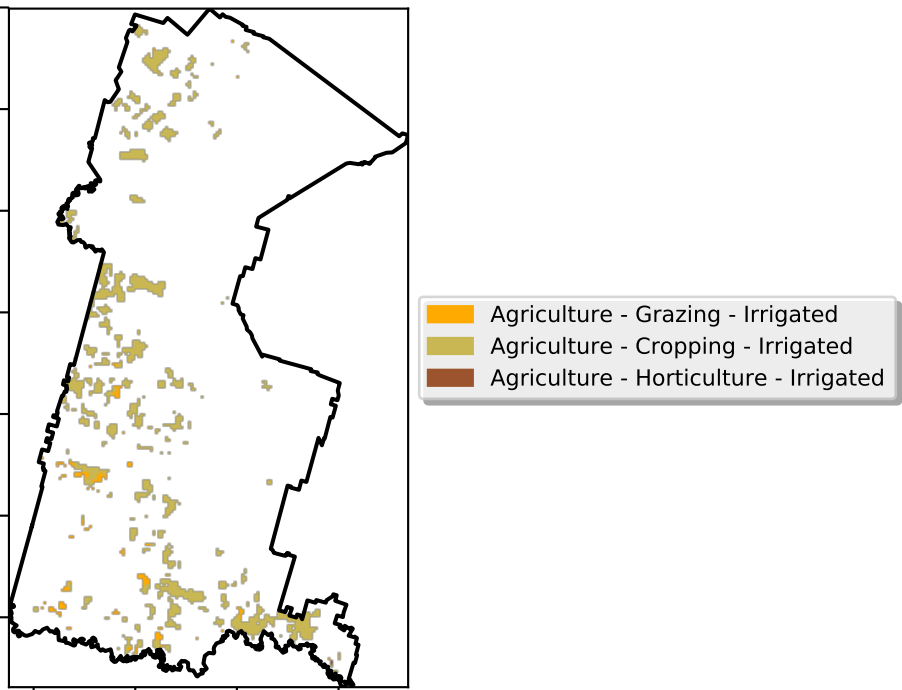 Agriculture - Grazing - Irrigated
Agriculture - Cropping - Irrigated
Agriculture - Horticulture - Irrigated